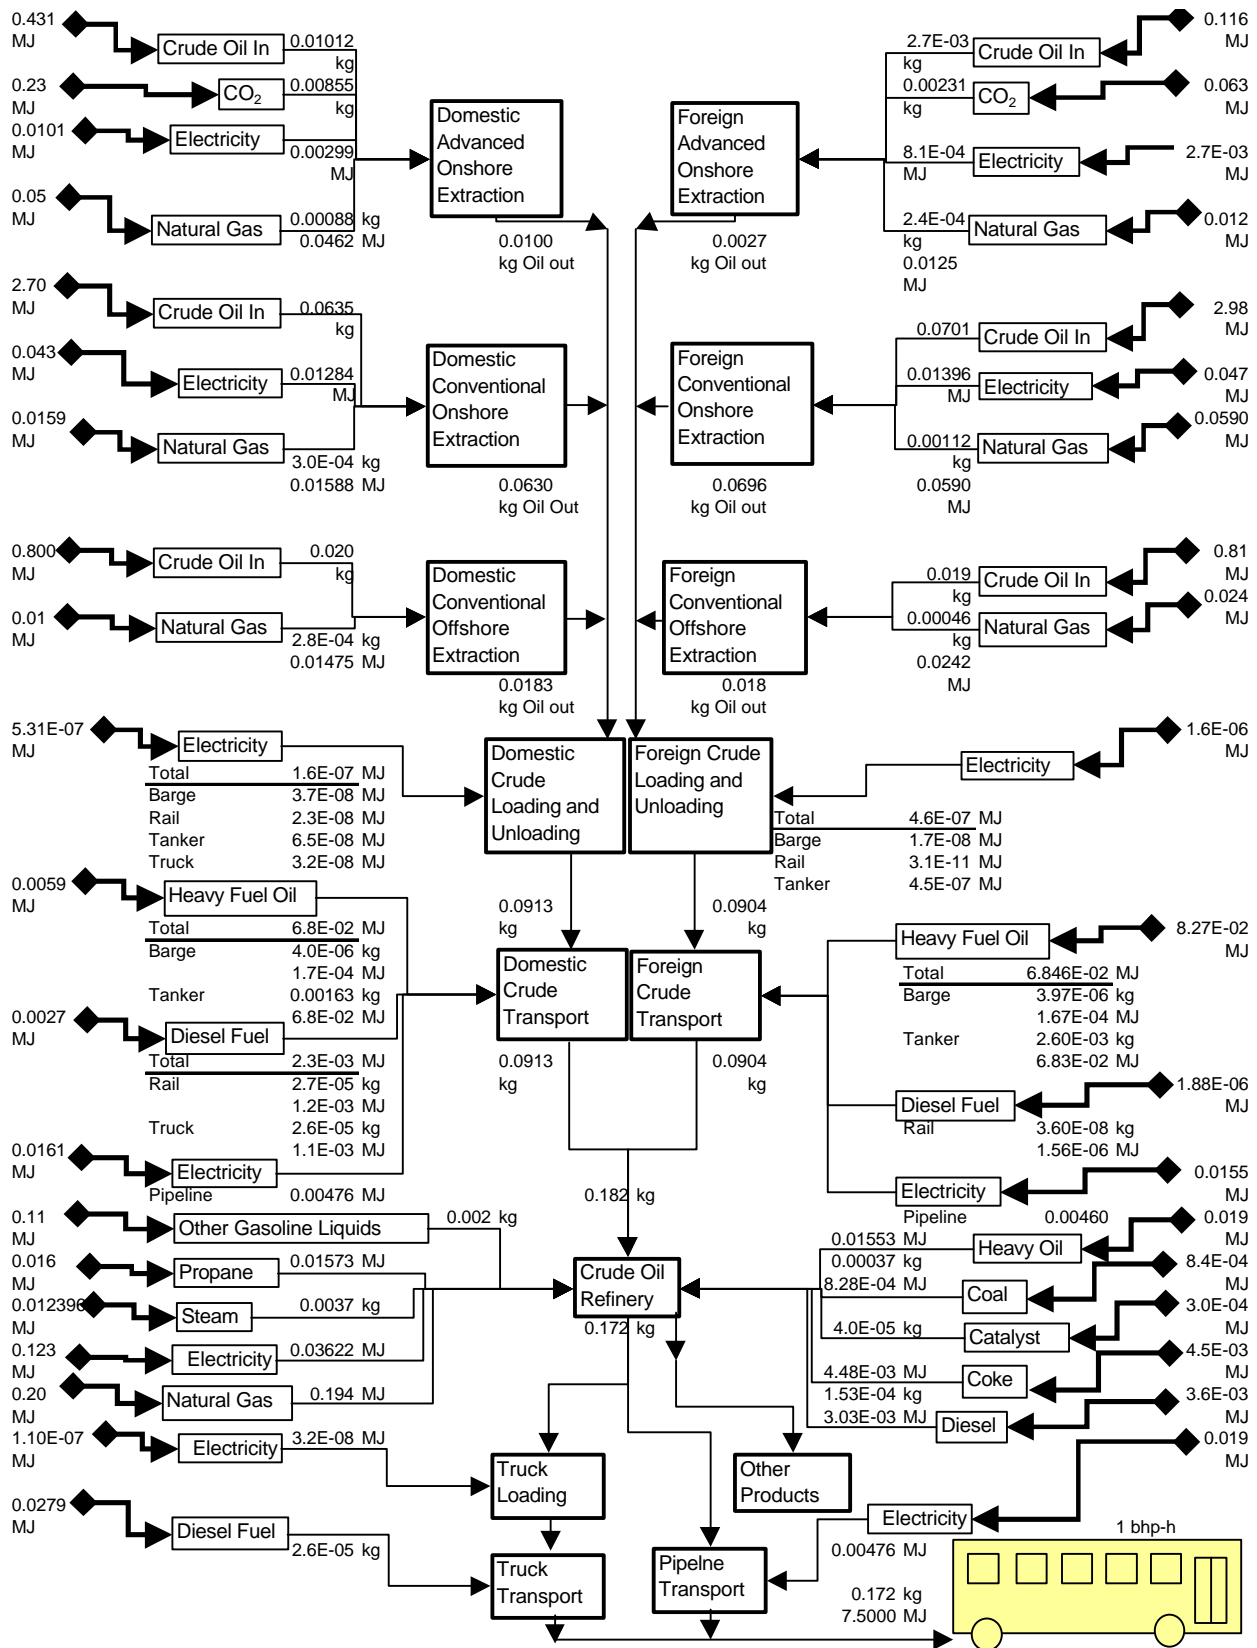 0.431
MJ
Crude Oil In
0.01012
kg
0.23
MJ
CO2
0.00855
kg
0.0101
MJ
Electricity
0.00299
MJ
0.05
MJ
Natural Gas
0.00088 kg
0.0462 MJ
Domestic
Advanced
Onshore
Extraction
0.0100
kg Oil out
Foreign
Advanced
Onshore
Extraction
0.0027
kg Oil out
2.7E-03
kg
Crude Oil In
0.116
MJ
0.00231
kg
CO2
0.063
MJ
8.1E-04
MJ
Electricity
2.7E-03
MJ
2.4E-04
kg
0.0125
MJ
Natural Gas
0.012
MJ
2.70
MJ
Crude Oil In
0.0635
kg
0.043
MJ
Electricity
0.01284
MJ
0.0159
MJ
Natural Gas
3.0E-04 kg
0.01588 MJ
Domestic
Conventional
Onshore
Extraction
0.0630
kg Oil Out
Foreign
Conventional
Onshore
Extraction
0.0696
kg Oil out
0.0701
Crude Oil In
2.98
MJ
0.01396
MJ
Electricity
0.047
MJ
0.00112
kg
0.0590
MJ
Natural Gas
0.0590
MJ
0.800
MJ
Crude Oil In
0.020
kg
0.01
MJ
Natural Gas
2.8E-04 kg
0.01475 MJ
Domestic
Conventional
Offshore
Extraction
0.0183
kg Oil out
Foreign
Conventional
Offshore
Extraction
0.018
kg Oil out
0.019
kg
Crude Oil In
0.81
MJ
0.00046
kg
0.0242
MJ
Natural Gas
0.024
MJ
5.31E-07
MJ
Electricity
Total 1.6E-07 MJ
Barge 3.7E-08 MJ
Rail 2.3E-08 MJ
Tanker 6.5E-08 MJ
Truck 3.2E-08 MJ
Domestic
Crude
Loading and
Unloading
Foreign Crude
Loading and
Unloading
Electricity
1.6E-06
MJ
Total 4.6E-07 MJ
Barge 1.7E-08 MJ
Rail 3.1E-11 MJ
Tanker 4.5E-07 MJ
0.0059
MJ
Heavy Fuel Oil
Total 6.8E-02 MJ
Barge 4.0E-06 kg
1.7E-04 MJ
Tanker 0.00163 kg
6.8E-02 MJ
0.0913
kg
0.0904
kg
Domestic
Crude
Transport
Foreign
Crude
Transport
Heavy Fuel Oil
8.27E-02
MJ
Total 6.846E-02 MJ
Barge 3.97E-06 kg
1.67E-04 MJ
Tanker 2.60E-03 kg
6.83E-02 MJ
0.0027
MJ
Diesel Fuel
Total 2.3E-03 MJ
Rail 2.7E-05 kg
1.2E-03 MJ
Truck 2.6E-05 kg
1.1E-03 MJ
0.0913
kg
0.0904
kg
Diesel Fuel
1.88E-06
MJ
Rail 3.60E-08 kg
1.56E-06 MJ
0.0161
MJ
Electricity
Pipeline 0.00476 MJ
0.182 kg
Electricity
0.0155
MJ
Pipeline 0.00460
0.11
MJ
Other Gasoline Liquids
0.002 kg
0.016
MJ
Propane
0.01573 MJ
0.012396
MJ
Steam
0.0037 kg
0.123
MJ
Electricity
0.03622 MJ
0.20
MJ
Natural Gas
0.194 MJ
Crude Oil
Refinery
0.172 kg
0.01553 MJ
Heavy Oil
0.019
MJ
0.00037 kg
8.28E-04 MJ
Coal
8.4E-04
MJ
4.0E-05 kg
Catalyst
3.0E-04
MJ
4.48E-03 MJ
1.53E-04 kg
Coke
4.5E-03
MJ
3.03E-03 MJ
Diesel
3.6E-03
MJ
1.10E-07
MJ
Electricity
3.2E-08 MJ
Truck
Loading
Other
Products
0.019
MJ
Electricity
0.00476 MJ
0.0279
MJ
Diesel Fuel
2.6E-05 kg
Truck
Transport
Pipelne
Transport
0.172 kg
7.5000 MJ
1 bhp-h